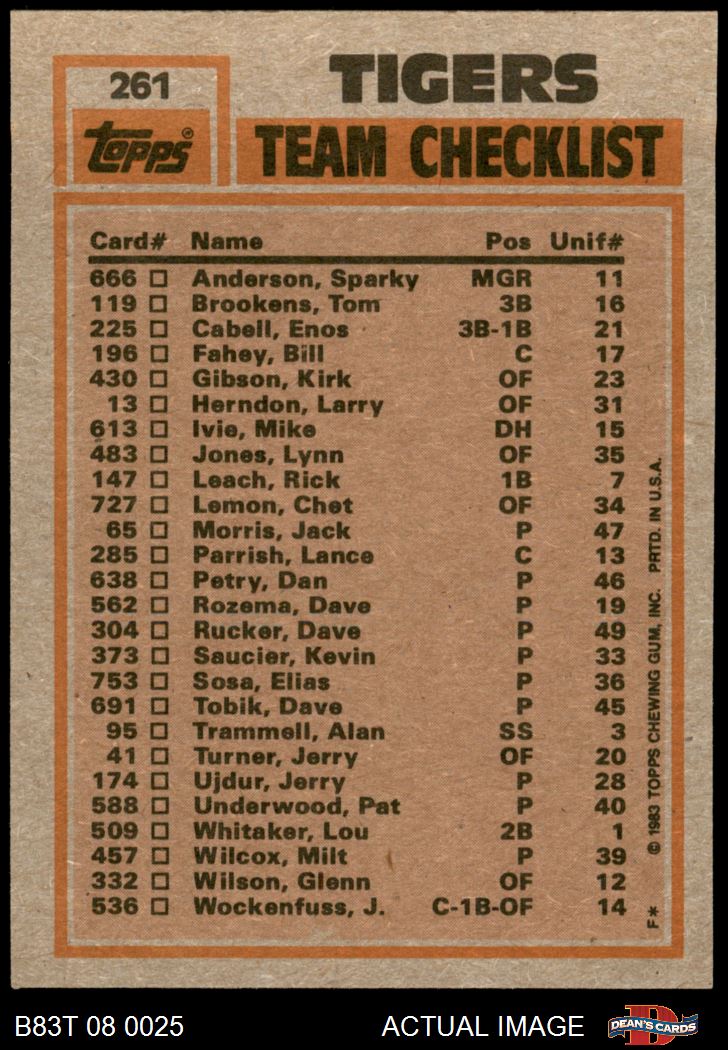 261
TIGERS
Topps®
TEAM CHECKLIST
Card# Name Pos Unif#
666 □ Anderson, Sparky MGR 11
119 □ Brookens, Tom 3B 16
225 □ Cabell, Enos 3B-1B 21
196 □ Fahey, Bill C 17
430 □ Gibson, Kirk OF 23
13 □ Herndon, Larry OF 31
613 □ Ivie, Mike DH 15
483 □ Jones, Lynn OF 35
147 □ Leach, Rick 1B 7
727 □ Lemon, Chet OF 34
65 □ Morris, Jack P 47
285 □ Parrish, Lance C 13
638 □ Petry, Dan P 46
562 □ Rozema, Dave P 19
304 □ Rucker, Dave P 49
373 □ Saucier, Kevin P 33
753 □ Sosa, Elias P 36
691 □ Tobik, Dave P 45
95 □ Trammell, Alan SS 3
41 □ Turner, Jerry OF 20
174 □ Ujdur, Jerry P 28
588 □ Underwood, Pat P 40
509 □ Whitaker, Lou 2B 1
457 □ Wilcox, Milt P 39
332 □ Wilson, Glenn OF 12
536 □ Wockenfuss, J. C-1B-OF 14
F* © 1983 TOPPS CHEWING GUM, INC. PRTD. IN U.S.A.
B83T 08 0025 ACTUAL IMAGE
D
DEAN'S CARDS